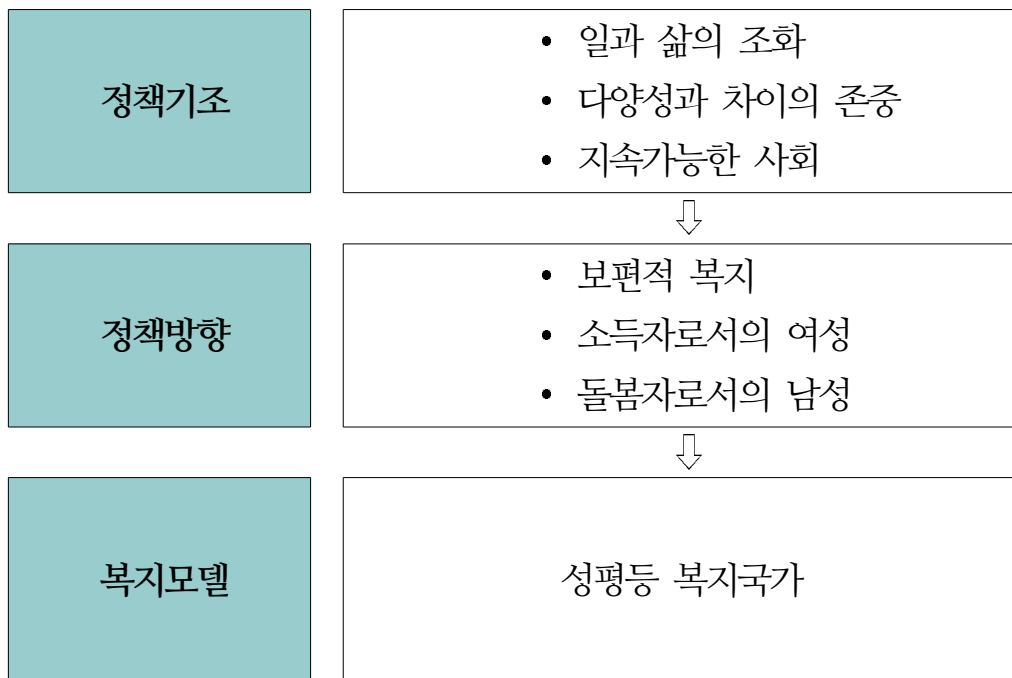 정책기조
• 일과 삶의 조화
• 다양성과 차이의 존중
• 지속가능한 사회
정책방향
• 보편적 복지
• 소득자로서의 여성
• 돌봄자로서의 남성
복지모델
성평등 복지국가